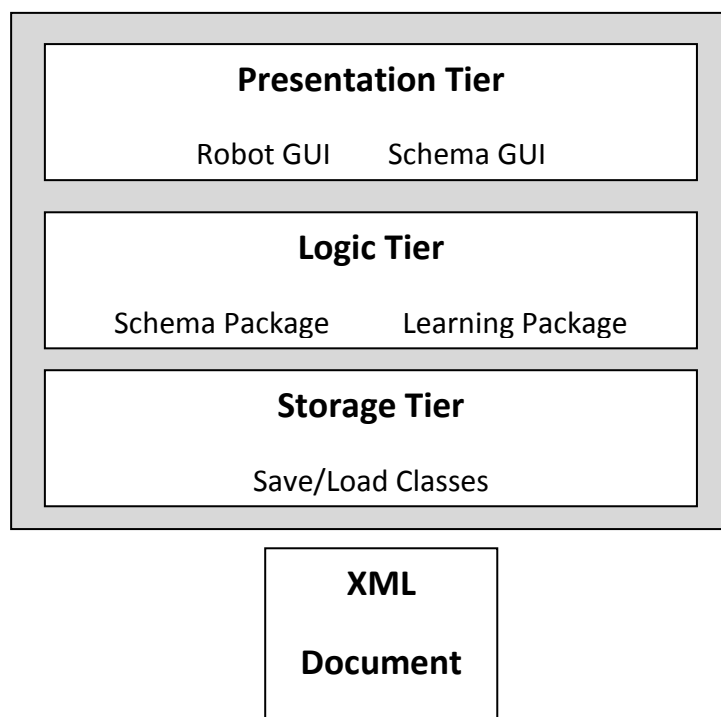 Presentation Tier
Robot GUI Schema GUI
Logic Tier
Schema Package Learning Package
Storage Tier
Save/Load Classes
XML
Document